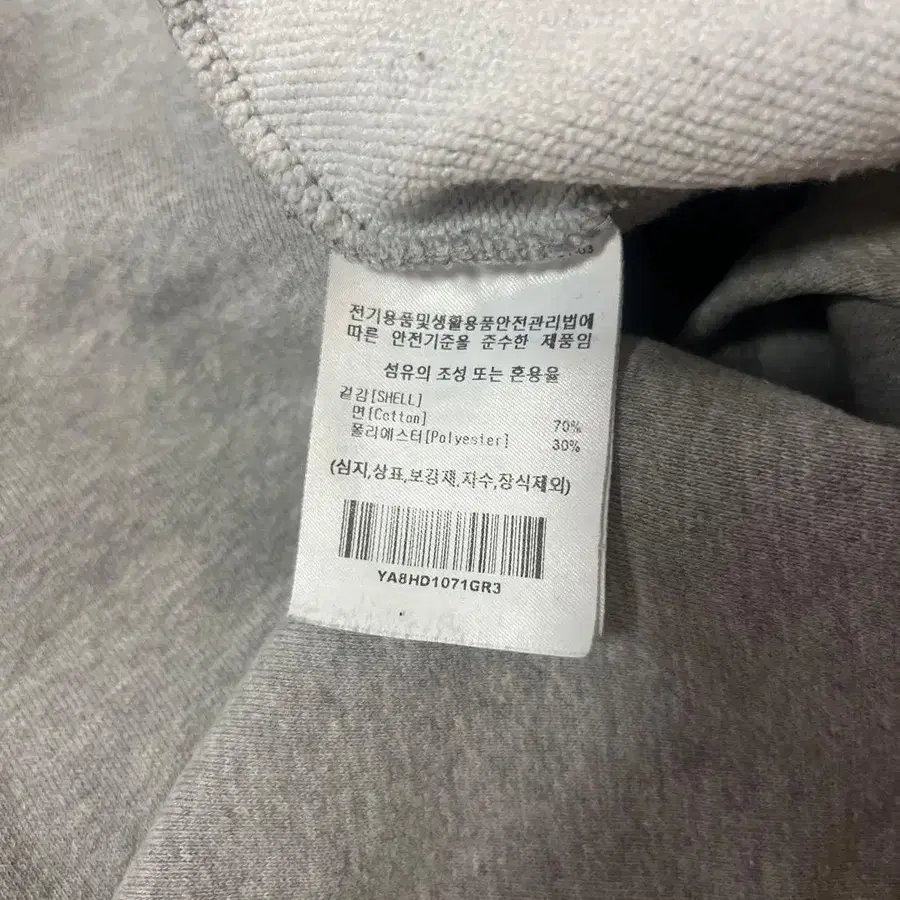 전기용품및생활용품안전관리법에
따른 안전기준을 준수한 제품임
섬유의 조성 또는 혼용율
겉감[SHELL]
면[Cotton] 70%
폴리에스터[Polyester] 30%
(심지,상표,보강재,자수,장식제외)
YA8HD1071GR3